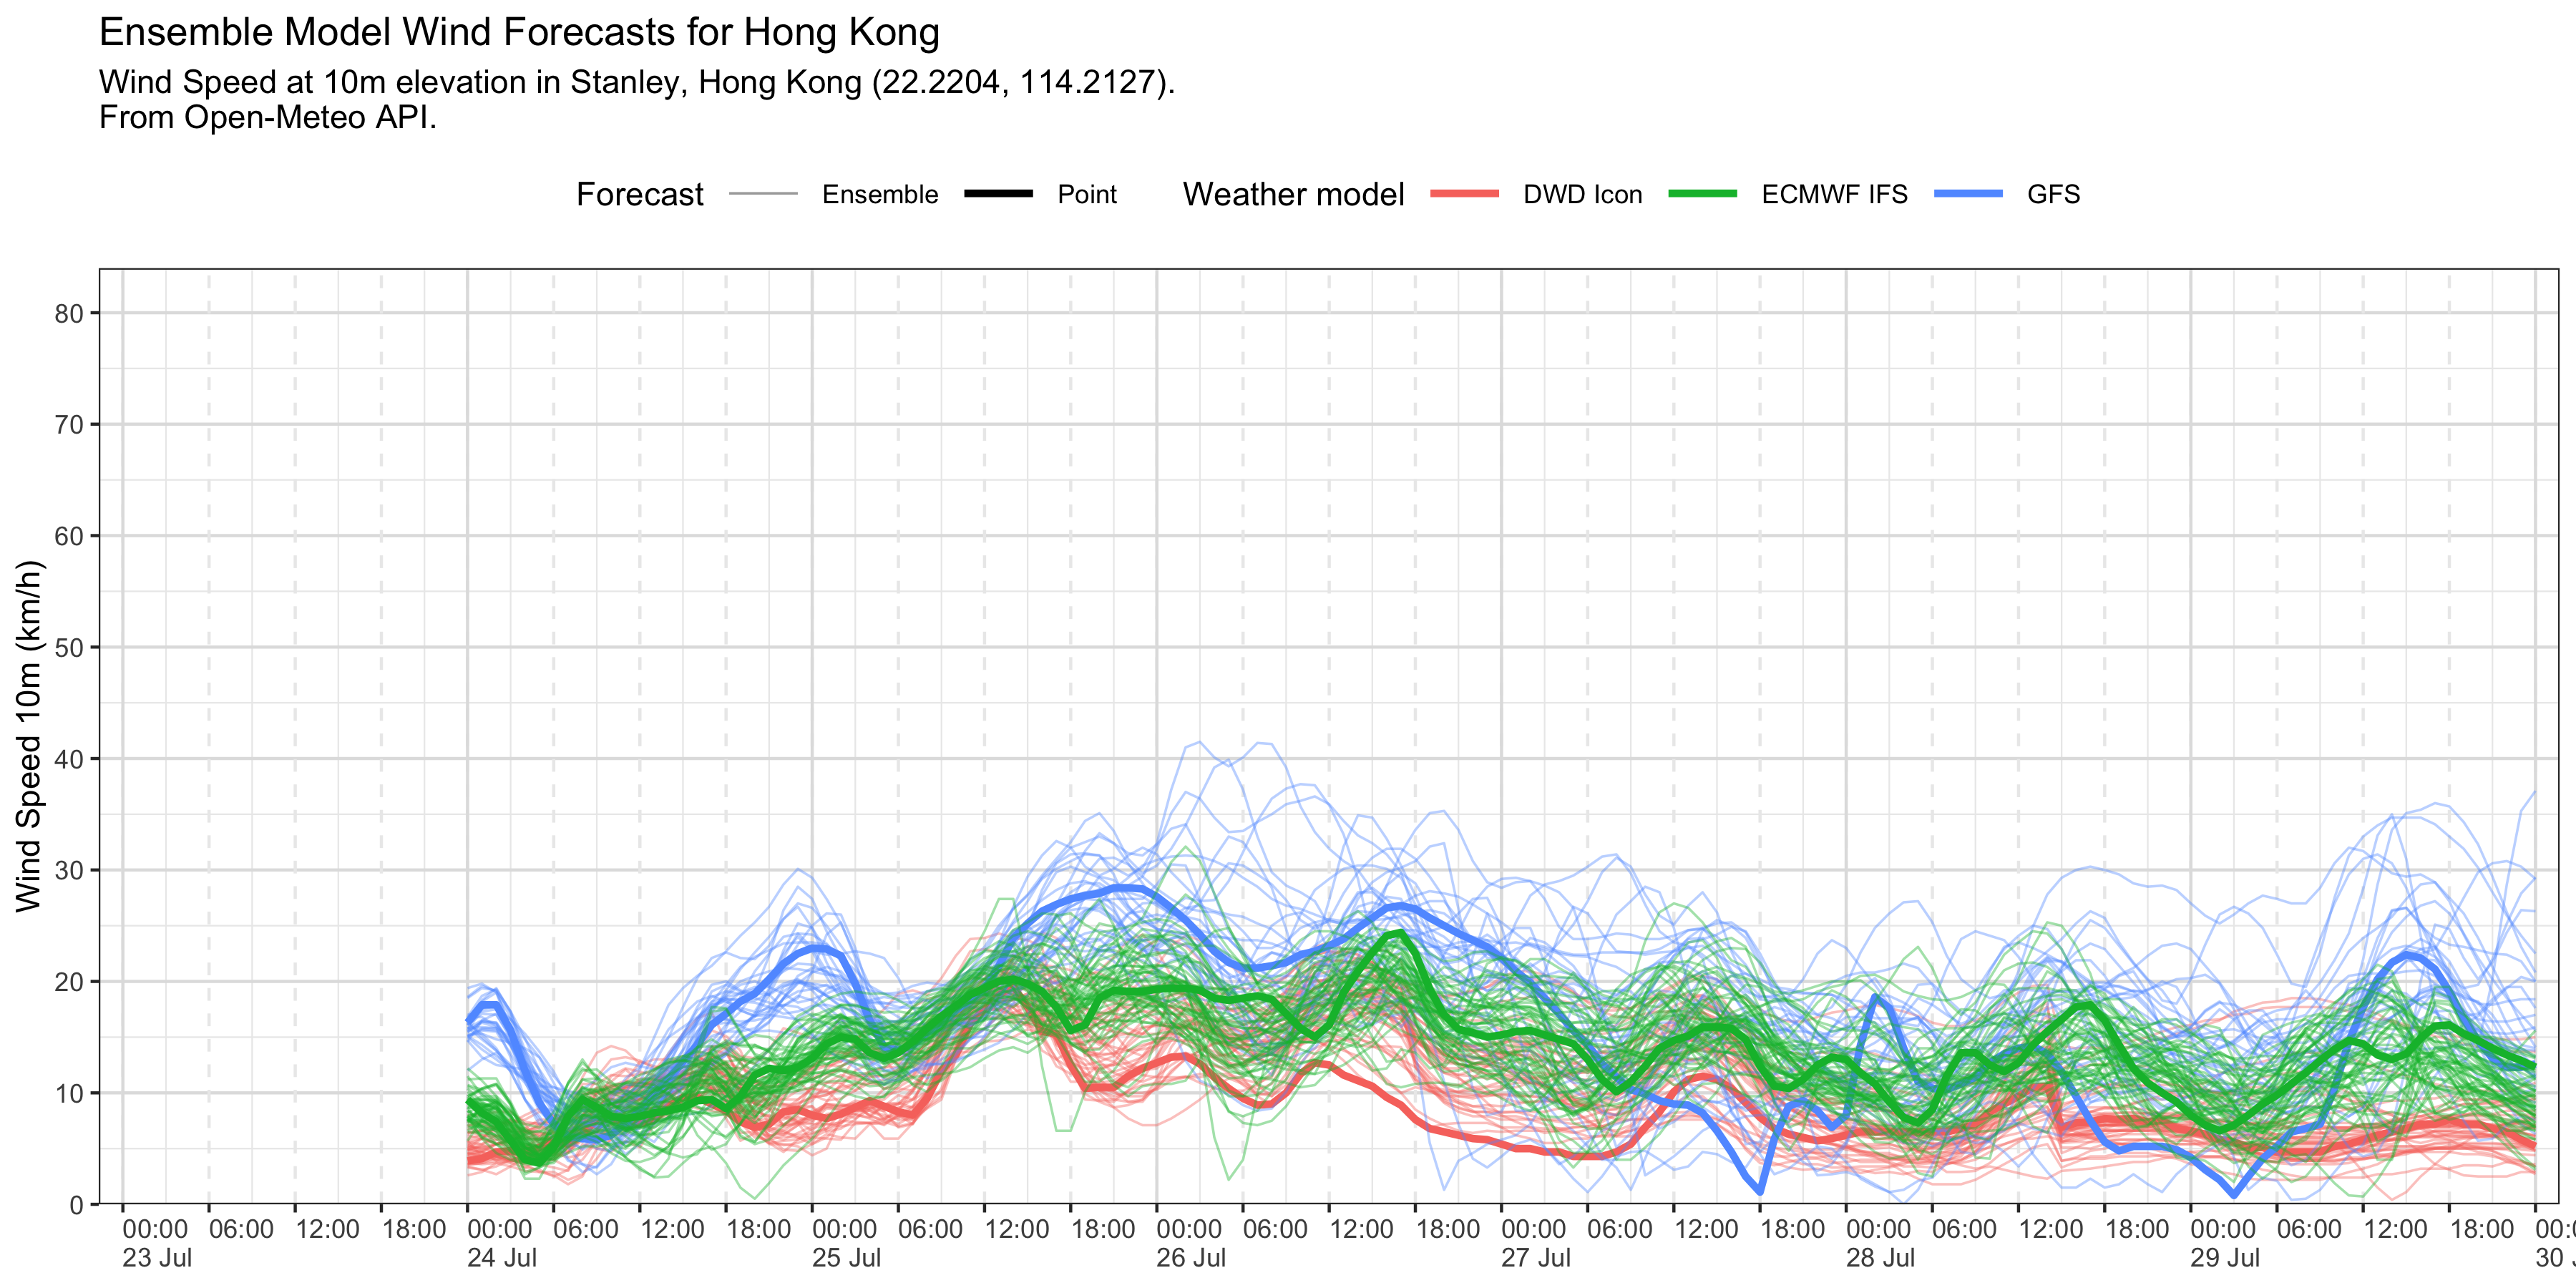 Ensemble Model Wind Forecasts for Hong Kong
Wind Speed at 10m elevation in Stanley, Hong Kong (22.2204, 114.2127).
From Open-Meteo API.
Forecast Ensemble Point Weather model DWD Icon ECMWF IFS GFS
Wind Speed 10m (km/h)
80
70
60
50
40
30
20
10
0
00:00 06:00 12:00 18:00 00:00 06:00 12:00 18:00 00:00 06:00 12:00 18:00 00:00 06:00 12:00 18:00 00:00 06:00 12:00 18:00 00:00 06:00 12:00 18:00 00:00 06:00 12:00 18:00
23 Jul 24 Jul 25 Jul 26 Jul 27 Jul 28 Jul 29 Jul 30